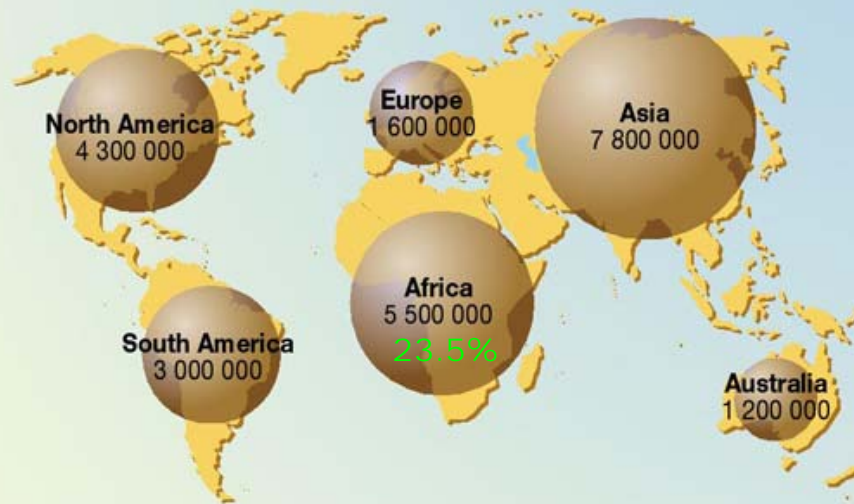 North America
4 300 000
Europe
1 600 000
Asia
7 800 000
Africa
5 500 000
23.5%
South America
3 000 000
Australia
1 200 000